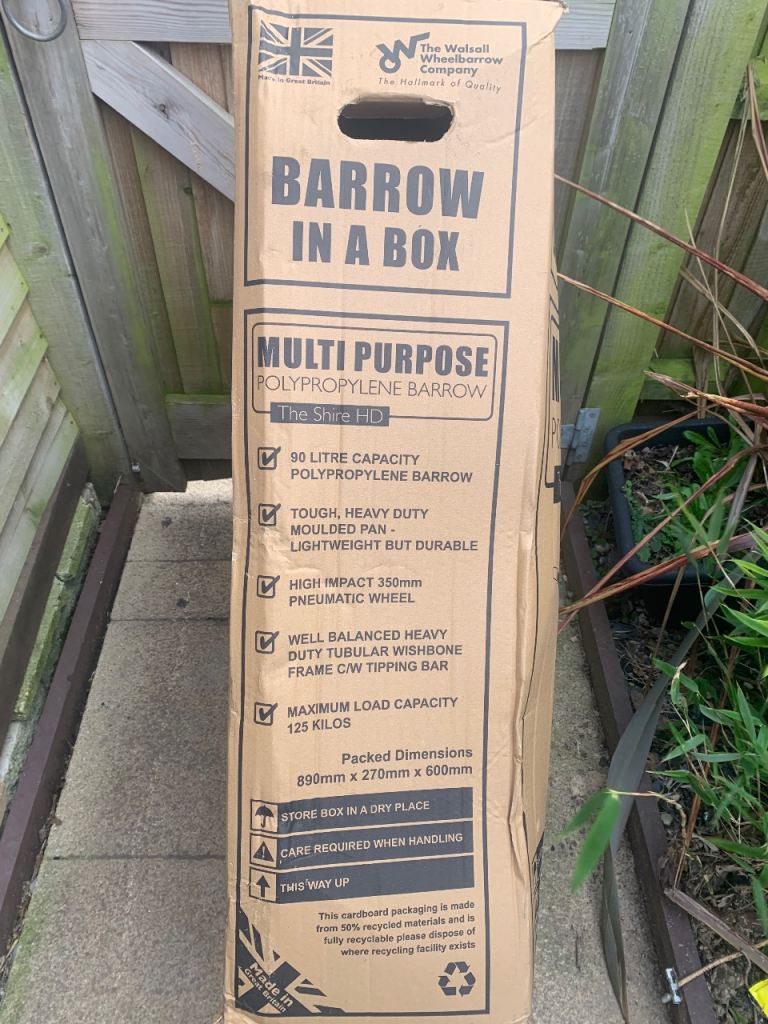 Made in Great Britain
The Walsall
Wheelbarrow
Company
The Hallmark of Quality
BARROW
IN A BOX
MULTI PURPOSE
POLYPROPYLENE BARROW
The Shire HD
90 LITRE CAPACITY
POLYPROPYLENE BARROW
TOUGH, HEAVY DUTY
MOULDED PAN -
LIGHTWEIGHT BUT DURABLE
HIGH IMPACT 350mm
PNEUMATIC WHEEL
WELL BALANCED HEAVY
DUTY TUBULAR WISHBONE
FRAME C/W TIPPING BAR
MAXIMUM LOAD CAPACITY
125 KILOS
Packed Dimensions
890mm x 270mm x 600mm
STORE BOX IN A DRY PLACE
CARE REQUIRED WHEN HANDLING
THIS WAY UP
This cardboard packaging is made
from 50% recycled materials and is
fully recyclable please dispose of
where recycling facility exists
Made in
Great Britain